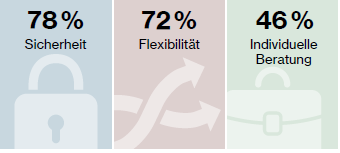 78 %
Sicherheit
72 %
Flexibilität
46 %
Individuelle
Beratung